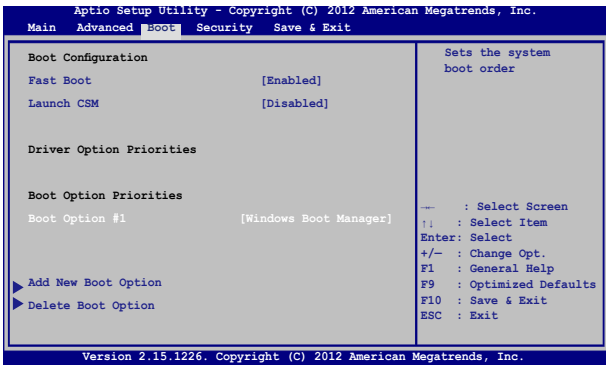 Aptio Setup Utility - Copyright (C) 2012 American Megatrends, Inc.
Main Advanced Boot Security Save & Exit
Boot Configuration
Fast Boot [Enabled]
Launch CSM [Disabled]
Driver Option Priorities
Boot Option Priorities
Boot Option #1 [Windows Boot Manager]
Add New Boot Option
Delete Boot Option
Sets the system
boot order
→← : Select Screen
↑↓ : Select Item
Enter: Select
+/— : Change Opt.
F1 : General Help
F9 : Optimized Defaults
F10 : Save & Exit
ESC : Exit
Version 2.15.1226. Copyright (C) 2012 American Megatrends, Inc.